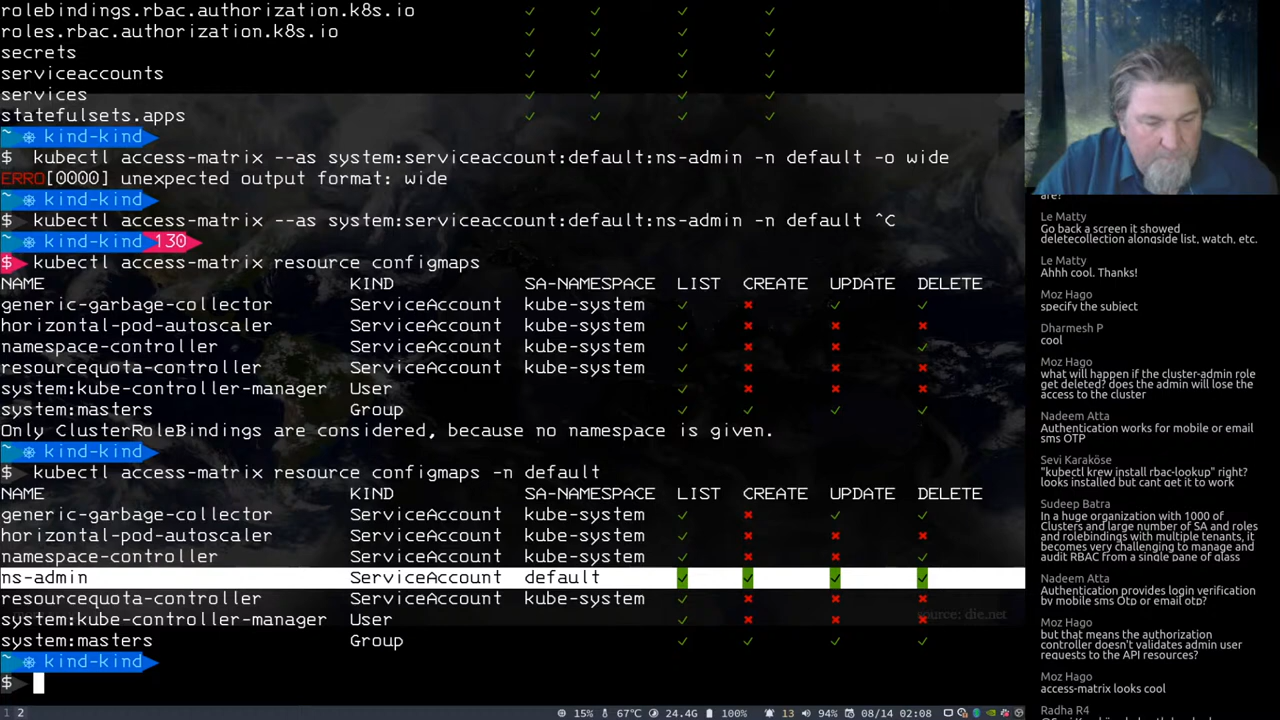 rolebindings.rbac.authorization.k8s.io ✓ ✓ ✓ ✓
roles.rbac.authorization.k8s.io ✓ ✓ ✓ ✓
secrets ✓ ✓ ✓ ✓
serviceaccounts ✓ ✓ ✓ ✓
services ✓ ✓ ✓ ✓
statefulsets.apps ✓ ✓ ✓ ✓
~ ⎈ kind-kind
$ kubectl access-matrix --as system:serviceaccount:default:ns-admin -n default -o wide
ERRO[0000] unexpected output format: wide
~ ⎈ kind-kind
$ kubectl access-matrix --as system:serviceaccount:default:ns-admin -n default ^C
~ ⎈ kind-kind 130
$ kubectl access-matrix resource configmaps
NAME KIND SA-NAMESPACE LIST CREATE UPDATE DELETE
generic-garbage-collector ServiceAccount kube-system ✓ ✖ ✓ ✓
horizontal-pod-autoscaler ServiceAccount kube-system ✓ ✖ ✖ ✖
namespace-controller ServiceAccount kube-system ✓ ✖ ✖ ✓
resourcequota-controller ServiceAccount kube-system ✓ ✖ ✖ ✖
system:kube-controller-manager User ✓ ✖ ✖ ✖
system:masters Group ✓ ✓ ✓ ✓
Only ClusterRoleBindings are considered, because no namespace is given.
~ ⎈ kind-kind
$ kubectl access-matrix resource configmaps -n default
NAME KIND SA-NAMESPACE LIST CREATE UPDATE DELETE
generic-garbage-collector ServiceAccount kube-system ✓ ✖ ✓ ✓
horizontal-pod-autoscaler ServiceAccount kube-system ✓ ✖ ✖ ✖
namespace-controller ServiceAccount kube-system ✓ ✖ ✖ ✓
ns-admin ServiceAccount default ✓ ✓ ✓ ✓
resourcequota-controller ServiceAccount kube-system ✓ ✖ ✖ ✖
system:kube-controller-manager User ✓ ✖ ✖ ✖
system:masters Group ✓ ✓ ✓ ✓
~ ⎈ kind-kind
$
source: die.net
1 2
15% 67°C 24.4G 100% 13 94% 08/14 02:08
are?
Le Matty
Go back a screen it showed
deletecollection alongside list, watch, etc.
Le Matty
Ahhh cool. Thanks!
Moz Hago
specify the subject
Dharmesh P
cool
Moz Hago
what will happen if the cluster-admin role
get deleted? does the admin will lose the
access to the cluster
Nadeem Atta
Authentication works for mobile or email
sms OTP
Sevi Karaköse
"kubectl krew install rbac-lookup" right?
looks installed but cant get it to work
Sudeep Batra
In a huge organization with 1000 of
Clusters and large number of SA and roles
and rolebindings with multiple tenants, it
becomes very challenging to manage and
audit RBAC from a single pane of glass
Nadeem Atta
Authentication provides login verification
by mobile sms Otp or email otp?
Moz Hago
but that means the authorization
controller doesn't validates admin user
requests to the API resources?
Moz Hago
access-matrix looks cool
Radha R4